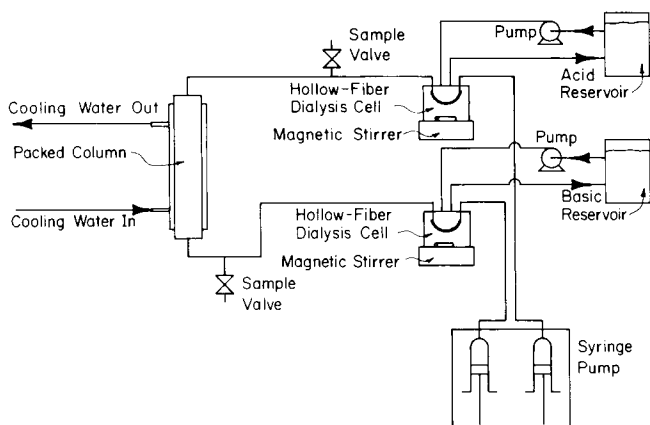 Sample
Valve
Pump
Acid
Reservoir
Hollow-Fiber
Dialysis Cell
Magnetic Stirrer
Cooling Water Out
Packed Column
Cooling Water In
Pump
Basic
Reservoir
Hollow-Fiber
Dialysis Cell
Magnetic Stirrer
Sample
Valve
Syringe
Pump